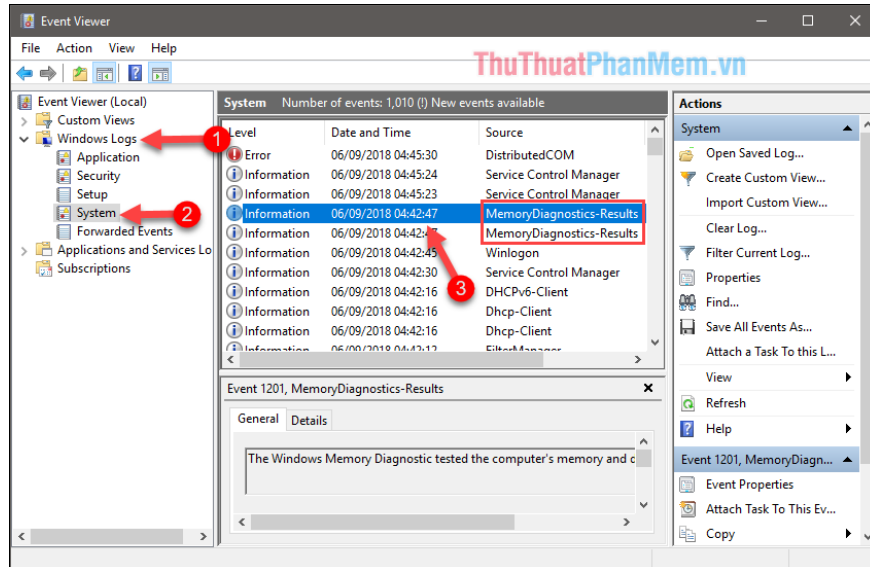 Event Viewer
File Action View Help
ThuThuatPhanMem.vn
Event Viewer (Local)
Custom Views
Windows Logs
Application
Security
Setup
System
Forwarded Events
Applications and Services Lo
Subscriptions
1
2
System Number of events: 1,010 (!) New events available
Level Date and Time Source
Error 06/09/2018 04:45:30 DistributedCOM
Information 06/09/2018 04:45:24 Service Control Manager
Information 06/09/2018 04:45:23 Service Control Manager
Information 06/09/2018 04:42:47 MemoryDiagnostics-Results
Information 06/09/2018 04:42:47 MemoryDiagnostics-Results
Information 06/09/2018 04:42:45 Winlogon
Information 06/09/2018 04:42:30 Service Control Manager
Information 06/09/2018 04:42:16 DHCPv6-Client
Information 06/09/2018 04:42:16 Dhcp-Client
Information 06/09/2018 04:42:16 Dhcp-Client
Information 06/09/2018 04:42:12 FilterManager
3
Event 1201, MemoryDiagnostics-Results
General Details
The Windows Memory Diagnostic tested the computer's memory and
Actions
System
Open Saved Log...
Create Custom View...
Import Custom View...
Clear Log...
Filter Current Log...
Properties
Find...
Save All Events As...
Attach a Task To this L...
View
Refresh
Help
Event 1201, MemoryDiagn...
Event Properties
Attach Task To This Ev...
Copy